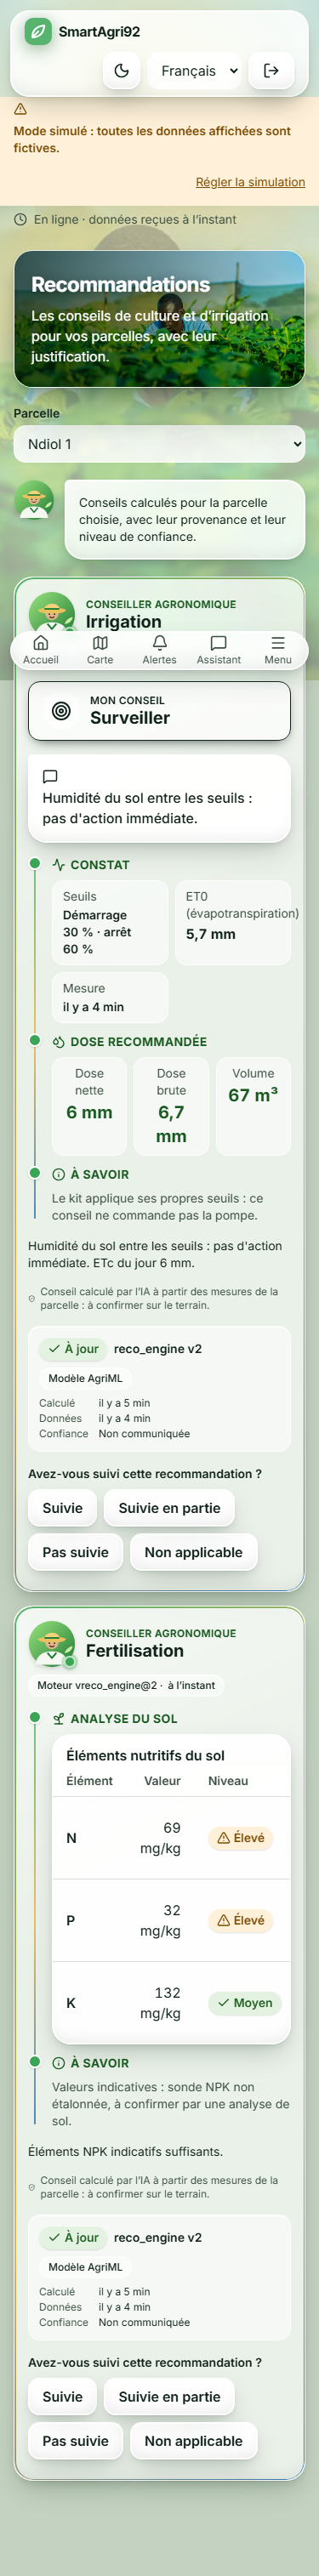 SmartAgri92
Français
Mode simulé : toutes les données affichées sont
fictives.
Régler la simulation
En ligne · données reçues à l'instant
Recommandations
Les conseils de culture et d'irrigation
pour vos parcelles, avec leur
justification.
Parcelle
Ndiol 1
Conseils calculés pour la parcelle
choisie, avec leur provenance et leur
niveau de confiance.
CONSEILLER AGRONOMIQUE
Irrigation
Accueil
Carte
Alertes
Assistant
Menu
MON CONSEIL
Surveiller
Humidité du sol entre les seuils :
pas d'action immédiate.
CONSTAT
Seuils
Démarrage
30 % · arrêt
60 %
ET0
(évapotranspiration)
5,7 mm
Mesure
il y a 4 min
DOSE RECOMMANDÉE
Dose
nette
6 mm
Dose
brute
6,7
mm
Volume
67 m³
À SAVOIR
Le kit applique ses propres seuils : ce
conseil ne commande pas la pompe.
Humidité du sol entre les seuils : pas d'action
immédiate. ETc du jour 6 mm.
Conseil calculé par l'IA à partir des mesures de la
parcelle : à confirmer sur le terrain.
À jour reco_engine v2
Modèle AgriML
Calculé il y a 5 min
Données il y a 4 min
Confiance Non communiquée
Avez-vous suivi cette recommandation ?
Suivie
Suivie en partie
Pas suivie
Non applicable
CONSEILLER AGRONOMIQUE
Fertilisation
Moteur vreco_engine@2 · à l'instant
ANALYSE DU SOL
Éléments nutritifs du sol
Élément Valeur Niveau
N 69 mg/kg Élevé
P 32 mg/kg Élevé
K 132 mg/kg Moyen
À SAVOIR
Valeurs indicatives : sonde NPK non
étalonnée, à confirmer par une analyse de
sol.
Éléments NPK indicatifs suffisants.
Conseil calculé par l'IA à partir des mesures de la
parcelle : à confirmer sur le terrain.
À jour reco_engine v2
Modèle AgriML
Calculé il y a 5 min
Données il y a 4 min
Confiance Non communiquée
Avez-vous suivi cette recommandation ?
Suivie
Suivie en partie
Pas suivie
Non applicable